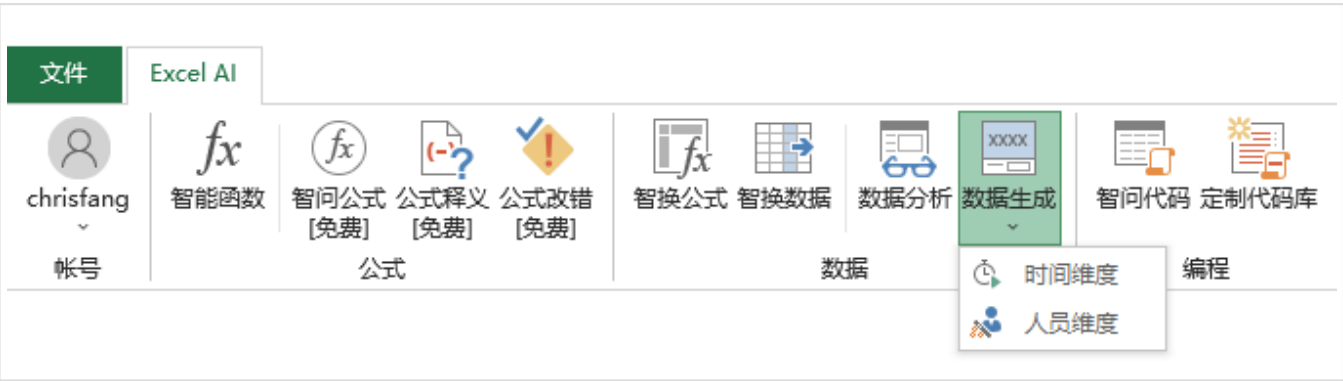 文件 Excel AI
fx fx fx XXXX
chrisfang 智能函数 智问公式 公式释义 公式改错 智换公式 智换数据 数据分析 数据生成 智问代码 定制代码库
[免费] [免费] [免费]
帐号 公式 数据 编程
时间维度
人员维度